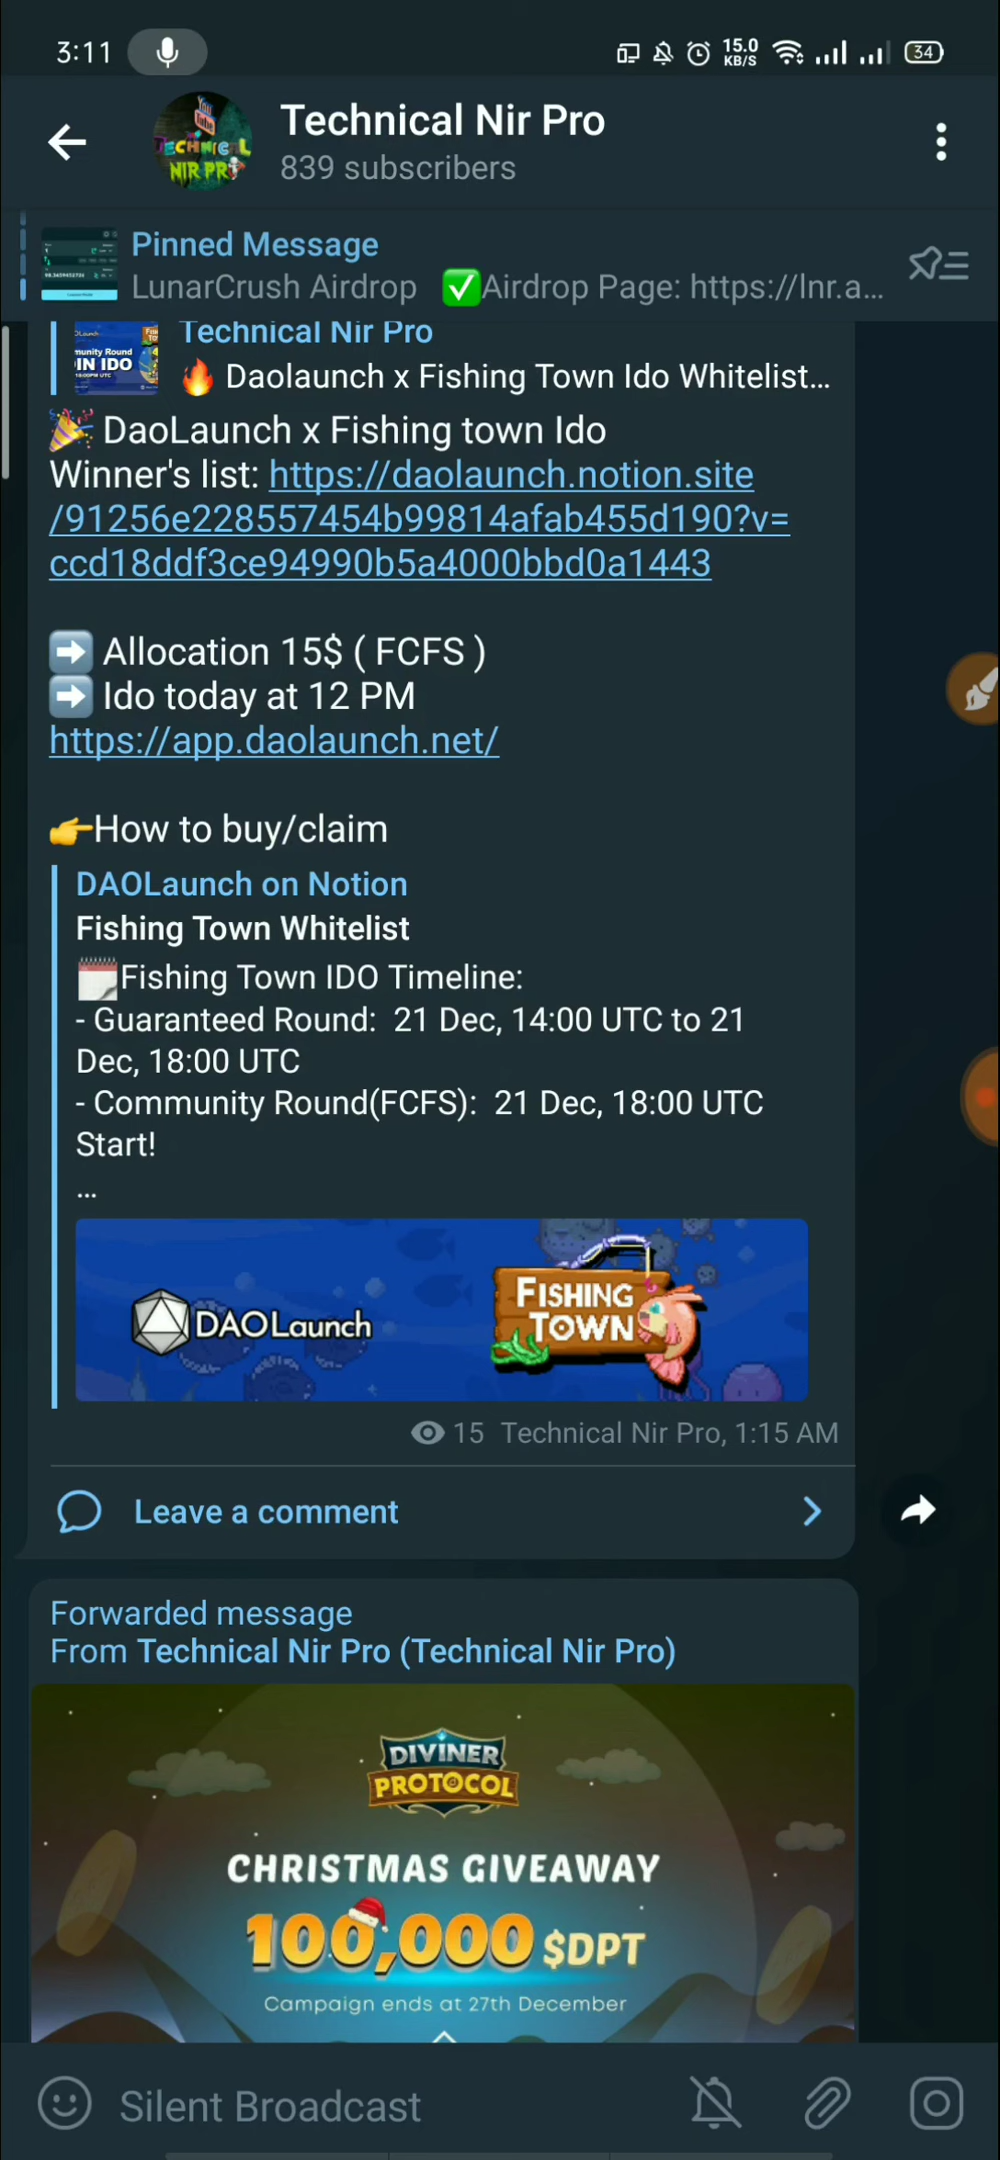 3:11
15.0
KB/S
34
Technical Nir Pro
839 subscribers
Pinned Message
LunarCrush Airdrop ✅Airdrop Page: https://lnr.a...
Technical Nir Pro
🔥 Daolaunch x Fishing Town Ido Whitelist...
🎉 DaoLaunch x Fishing town Ido
Winner's list: https://daolaunch.notion.site
/91256e228557454b99814afab455d190?v=
ccd18ddf3ce94990b5a4000bbd0a1443
➡️ Allocation 15$ ( FCFS )
➡️ Ido today at 12 PM
https://app.daolaunch.net/
👉How to buy/claim
DAOLaunch on Notion
Fishing Town Whitelist
🗓Fishing Town IDO Timeline:
- Guaranteed Round: 21 Dec, 14:00 UTC to 21
Dec, 18:00 UTC
- Community Round(FCFS): 21 Dec, 18:00 UTC
Start!
...
DAOLaunch
FISHING
TOWN
15 Technical Nir Pro, 1:15 AM
Leave a comment
Forwarded message
From Technical Nir Pro (Technical Nir Pro)
DIVINER
PROTOCOL
CHRISTMAS GIVEAWAY
100,000 $DPT
Campaign ends at 27th December
Silent Broadcast